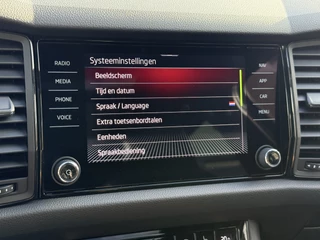 Systeeminstellingen
RADIO
MEDIA
PHONE
VOICE
Beeldscherm
Tijd en datum
Spraak / Language
Extra toetsenbordtalen
Eenheden
Spraakbediening
NAV
APP
CAR
MENU